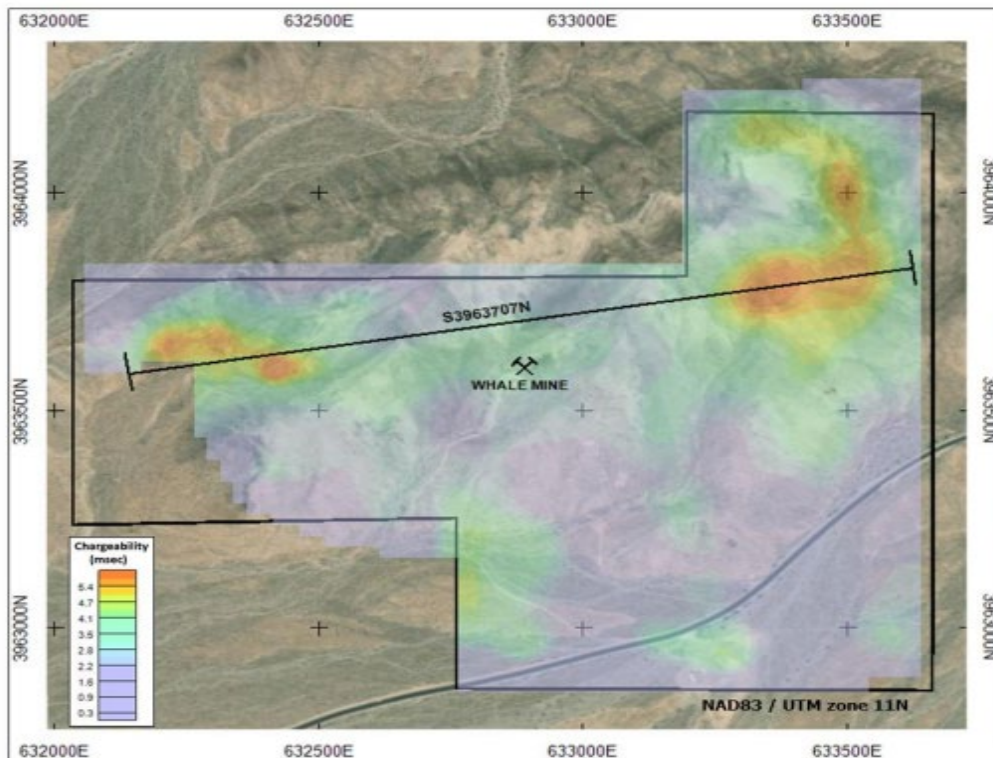 632000E 632500E 633000E 633500E
3964000N 3964000N
S3963707N
WHALE MINE
3963500N 3963500N
Chargeability
(msec)
5.4
4.7
4.1
3.5
2.8
2.2
1.6
0.9
0.3
3963000N 3963000N
NAD83 / UTM zone 11N
632000E 632500E 633000E 633500E